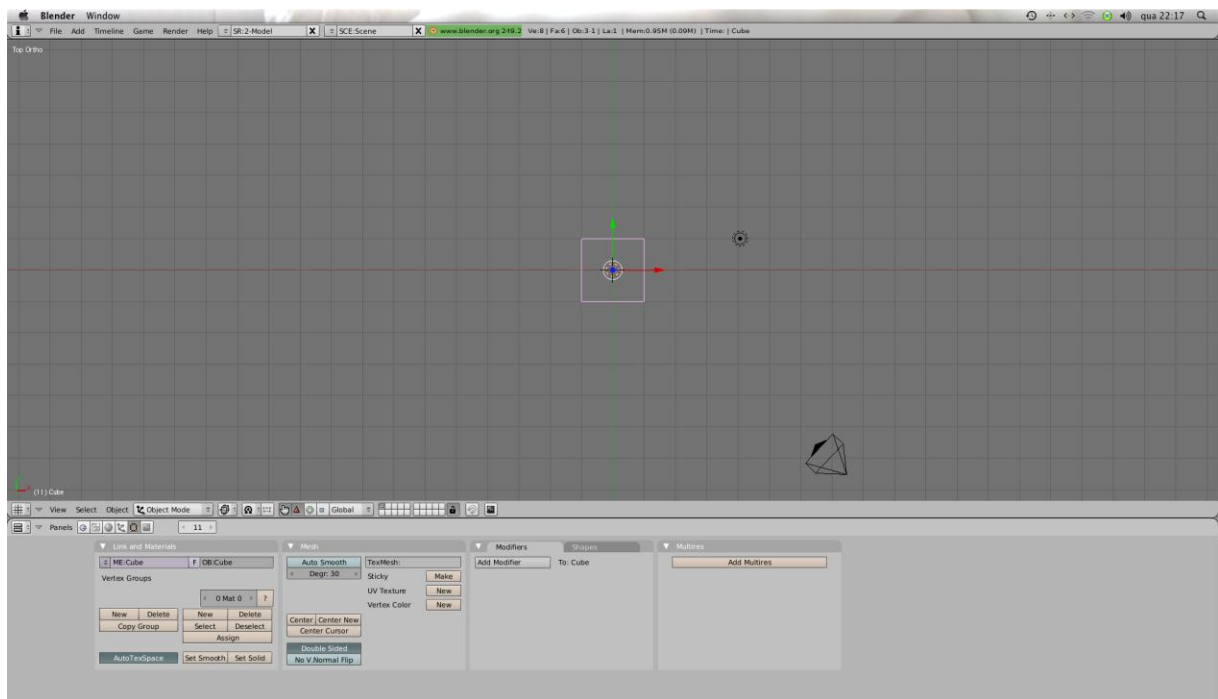 Blender Window qua 22:17
File Add Timeline Game Render Help SR:2-Model X SCE:Scene X www.blender.org 249.2 Ve:8 | Fa:6 | Ob:3-1 | La:1 | Mem:0.95M (0.09M) | Time: | Cube
Top Ortho
(11) Cube
View Select Object Object Mode Global
Panels 11
Link and Materials Mesh Modifiers Shapes Multires
ME:Cube F OB:Cube Auto Smooth TexMesh: Add Modifier To: Cube Add Multires
Degr: 30 Sticky Make
Vertex Groups
UV Texture New
0 Mat 0 ? Vertex Color New
New Delete New Delete
Center Center New
Copy Group Select Deselect Center Cursor
Assign
Double Sided
AutoTexSpace Set Smooth Set Solid No V.Normal Flip